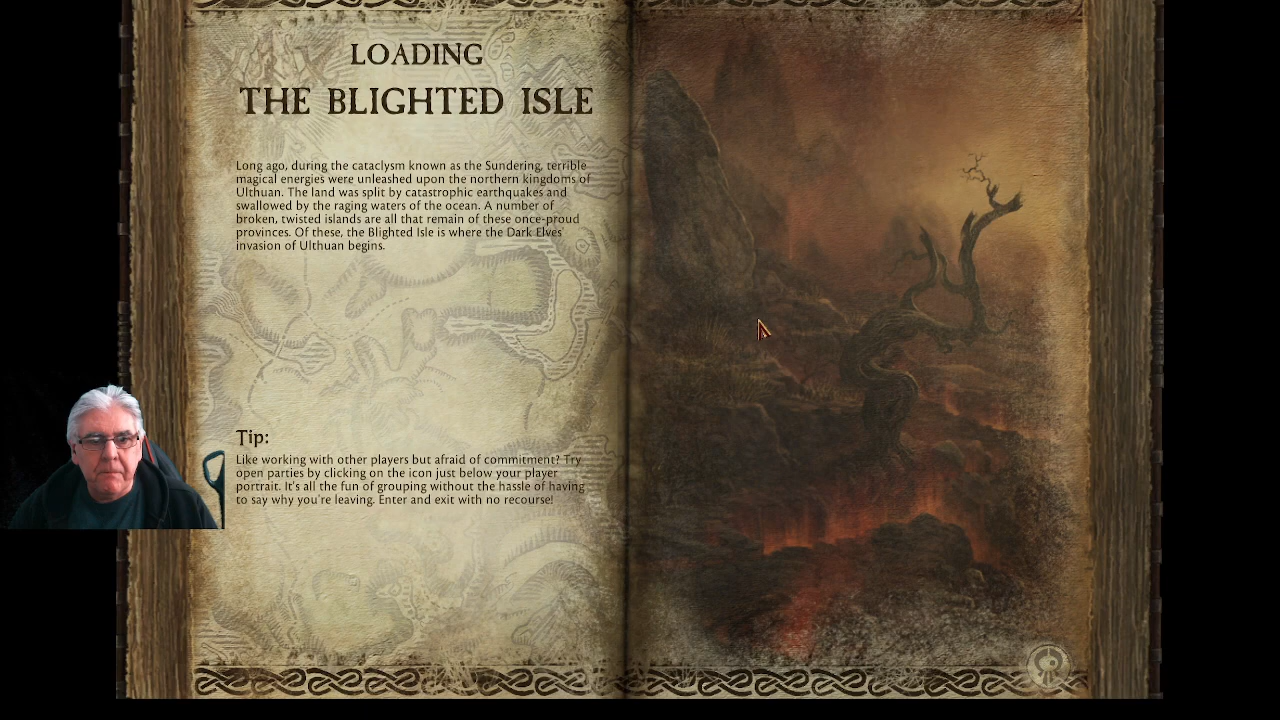 LOADING
THE BLIGHTED ISLE
Long ago, during the cataclysm known as the Sundering, terrible
magical energies were unleashed upon the northern kingdoms of
Ulthuan. The land was split by catastrophic earthquakes and
swallowed by the raging waters of the ocean. A number of
broken, twisted islands are all that remain of these once-proud
provinces. Of these, the Blighted Isle is where the Dark Elves'
invasion of Ulthuan begins.
Tip:
Like working with other players but afraid of commitment? Try
open parties by clicking on the icon just below your player
portrait. It's all the fun of grouping without the hassle of having
to say why you're leaving. Enter and exit with no recourse!